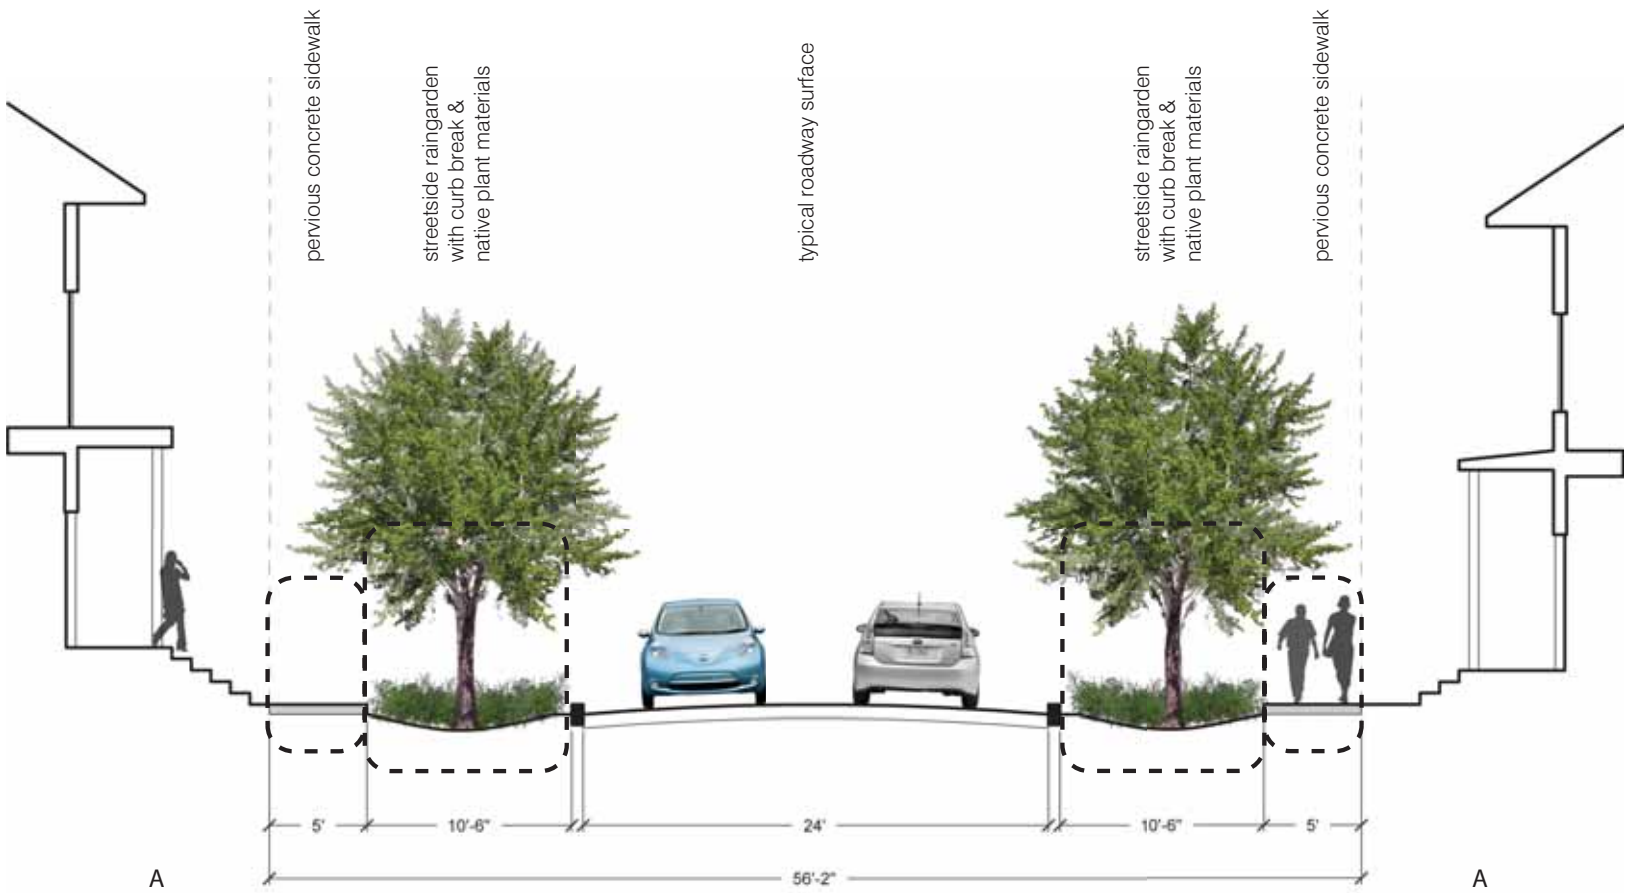 pervious concrete sidewalk
streetside raingarden
with curb break &
native plant materials
typical roadway surface
streetside raingarden
with curb break &
native plant materials
pervious concrete sidewalk
5'
10'-6"
24'
10'-6"
5'
56'-2"
A
A